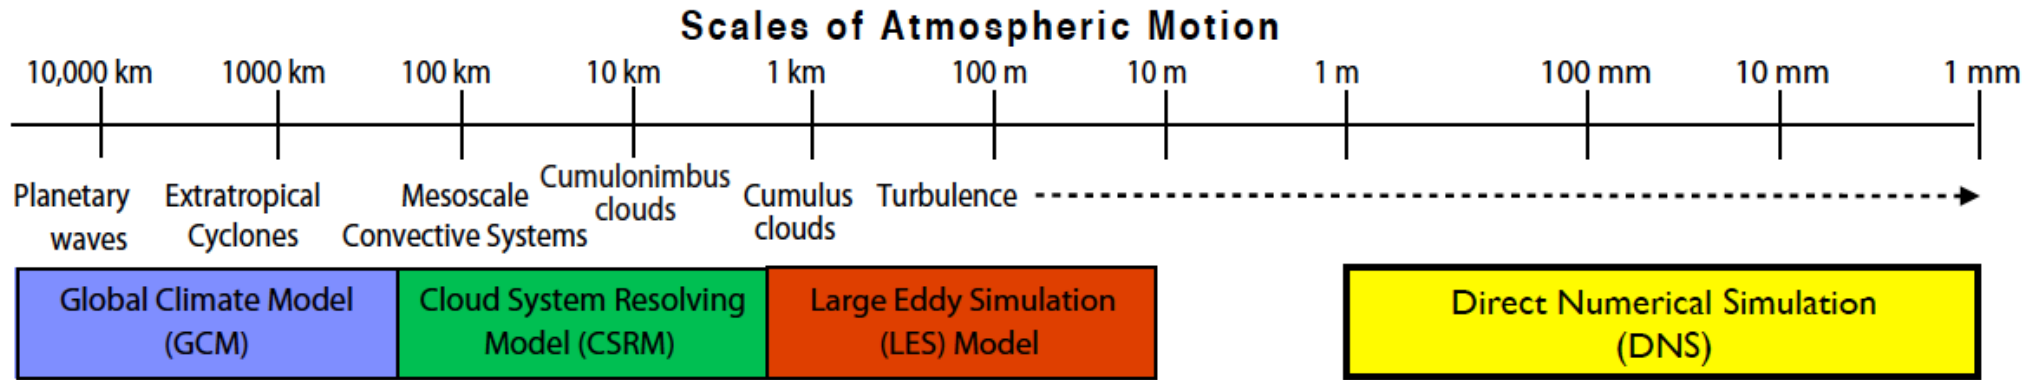 Scales of Atmospheric Motion
10,000 km 1000 km 100 km 10 km 1 km 100 m 10 m 1 m 100 mm 10 mm 1 mm
Planetary
waves
Extratropical
Cyclones
Mesoscale
Convective Systems
Cumulonimbus
clouds
Cumulus
clouds
Turbulence
Global Climate Model
(GCM)
Cloud System Resolving
Model (CSRM)
Large Eddy Simulation
(LES) Model
Direct Numerical Simulation
(DNS)